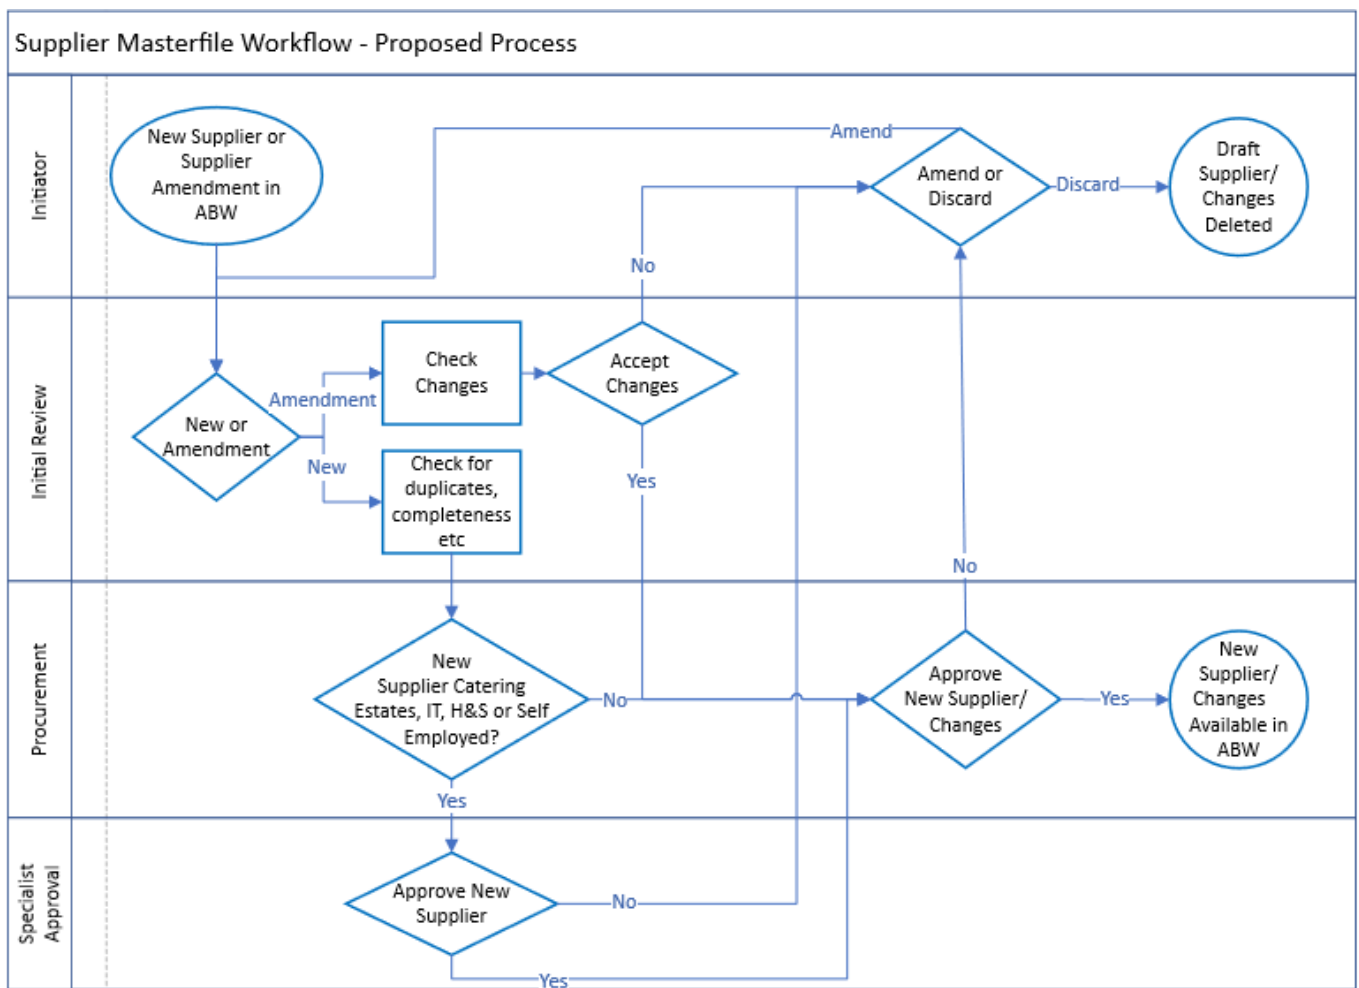 Supplier Masterfile Workflow - Proposed Process
Initiator
New Supplier or
Supplier
Amendment in
ABW
Amend
Amend or
Discard
Discard
Draft
Supplier/
Changes
Deleted
No
Initial Review
New or
Amendment
Amendment
New
Check
Changes
Accept
Changes
Yes
Check for
duplicates,
completeness
etc
No
Procurement
New
Supplier Catering
Estates, IT, H&S or Self
Employed?
No
Yes
Approve
New Supplier/
Changes
Yes
New
Supplier/
Changes
Available in
ABW
Specialist
Approval
Approve New
Supplier
No
Yes